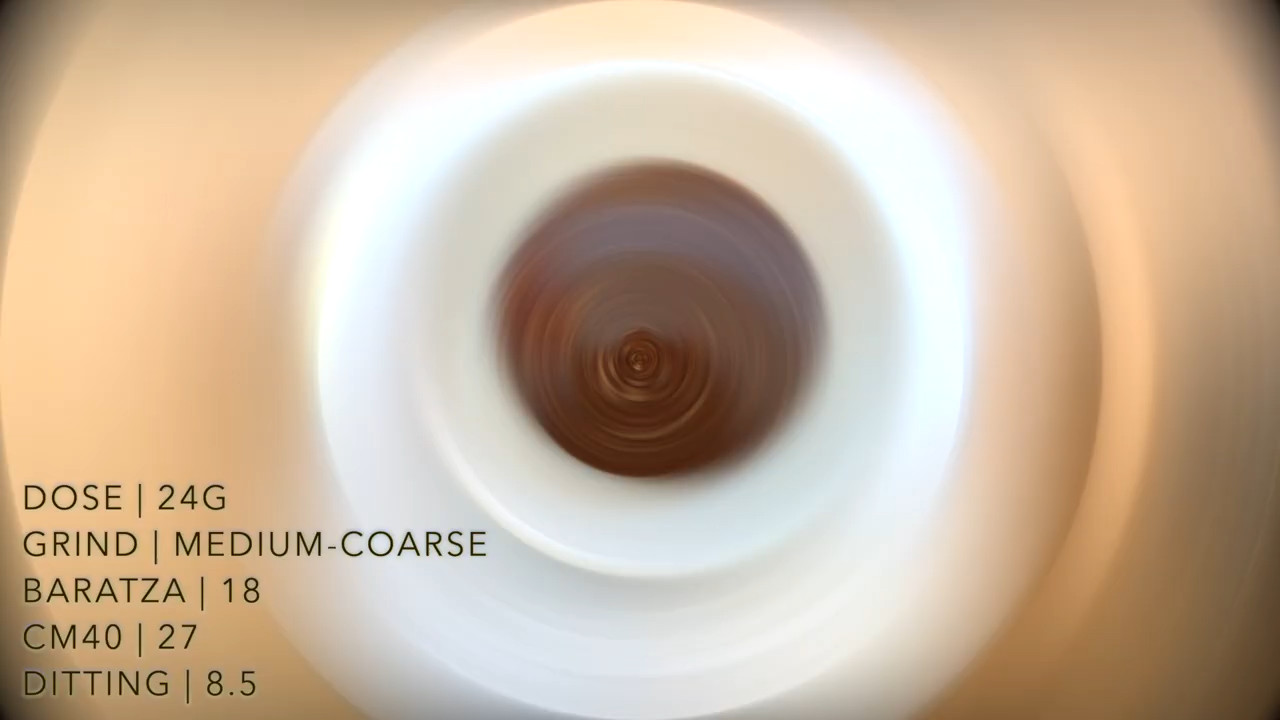 DOSE | 24G
GRIND | MEDIUM-COARSE
BARATZA | 18
CM40 | 27
DITTING | 8.5